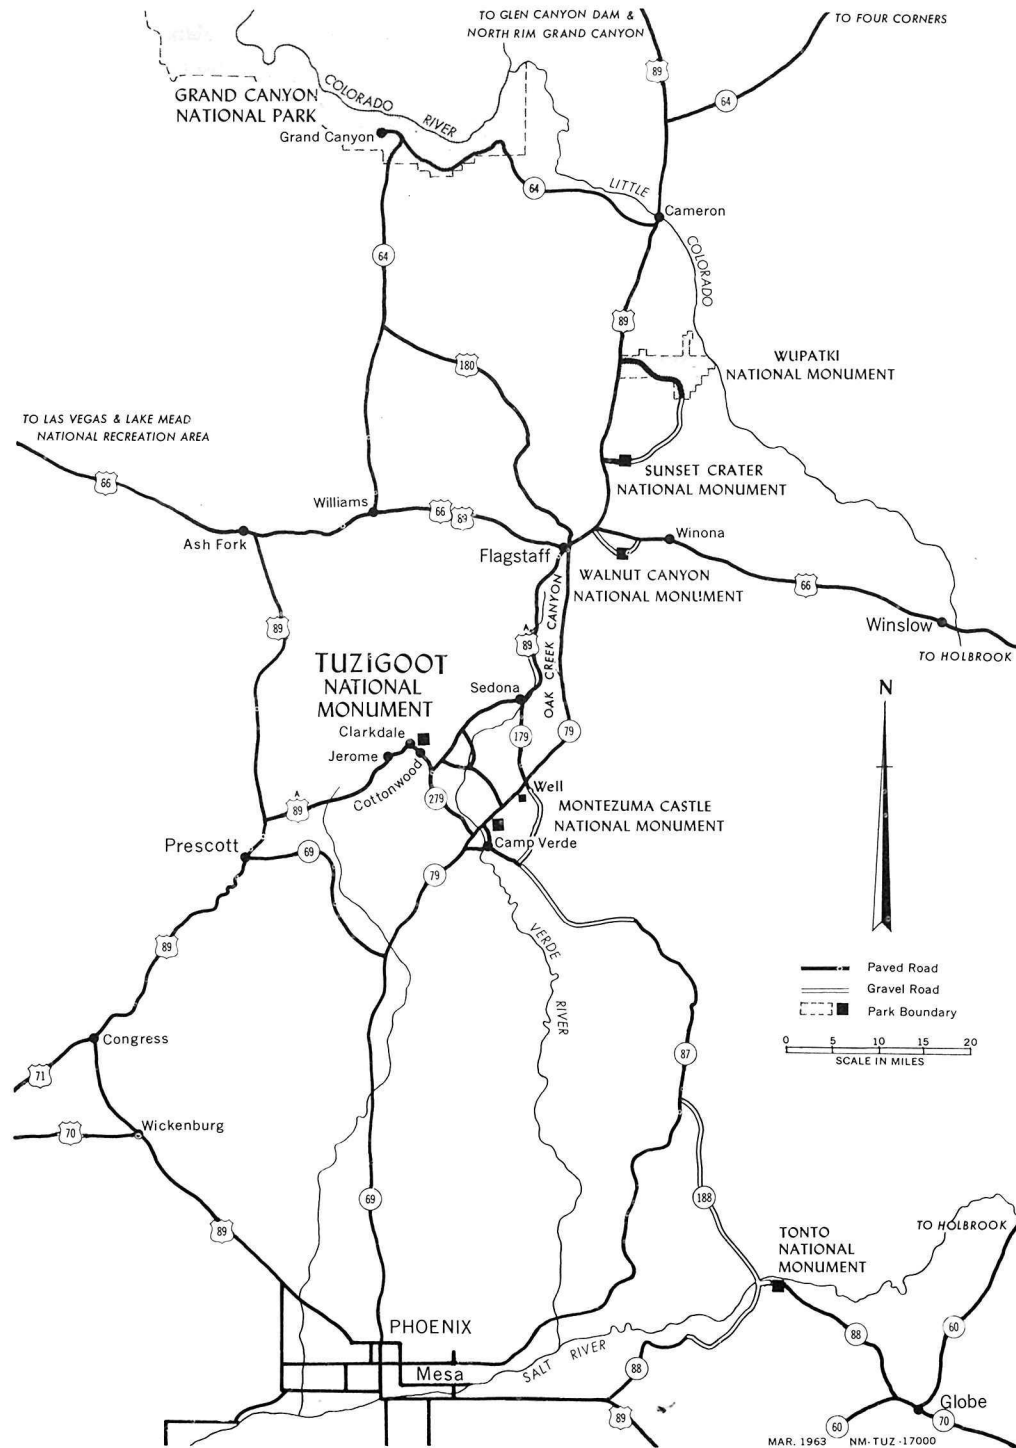 TO GLEN CANYON DAM &
NORTH RIM GRAND CANYON
TO FOUR CORNERS
89
64
COLORADO
RIVER
GRAND CANYON
NATIONAL PARK
Grand Canyon
LITTLE
64
Cameron
COLORADO
64
89
180
WUPATKI
NATIONAL MONUMENT
TO LAS VEGAS & LAKE MEAD
NATIONAL RECREATION AREA
66
SUNSET CRATER
NATIONAL MONUMENT
Williams
66
89
Ash Fork
Winona
Flagstaff
WALNUT CANYON
NATIONAL MONUMENT
66
Winslow
TO HOLBROOK
89
A
89
OAK CREEK CANYON
TUZIGOOT
NATIONAL
MONUMENT
Sedona
N
Clarkdale
179
79
Jerome
Cottonwood
Well
279
A
89
MONTEZUMA CASTLE
NATIONAL MONUMENT
Prescott
69
Camp Verde
79
VERDE
RIVER
89
Paved Road
Gravel Road
Park Boundary
0 5 10 15 20
SCALE IN MILES
Congress
71
87
70
Wickenburg
69
188
89
TO HOLBROOK
TONTO
NATIONAL
MONUMENT
PHOENIX
Mesa
SALT RIVER
88
88
60
89
Globe
60
70
MAR. 1963 NM-TUZ-17000